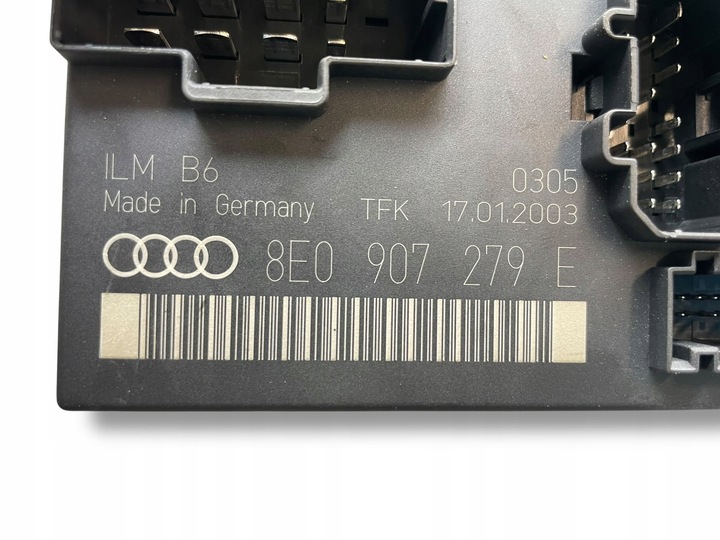 ILM B6 0305
Made in Germany TFK 17.01.2003
8E0 907 279 E